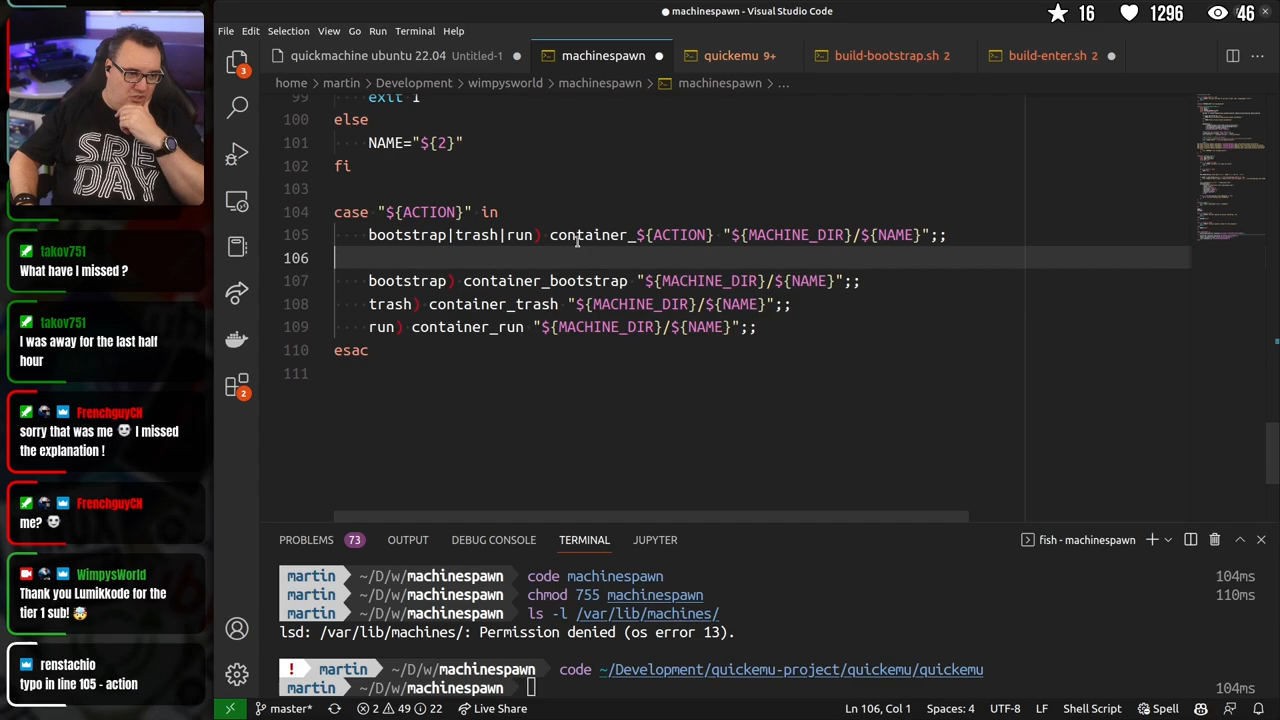 machinespawn - Visual Studio Code
16 1296 46
File Edit Selection View Go Run Terminal Help
quickmachine ubuntu 22.04 Untitled-1 machinespawn quickemu 9+ build-bootstrap.sh 2 build-enter.sh 2
home > martin > Development > wimpysworld > machinespawn > machinespawn > ...
99 exit 1
100 else
101 NAME="${2}"
102 fi
103
104 case "${ACTION}" in
105 bootstrap|trash| container_${ACTION} "${MACHINE_DIR}/${NAME}";;
106
107 bootstrap) container_bootstrap "${MACHINE_DIR}/${NAME}";;
108 trash) container_trash "${MACHINE_DIR}/${NAME}";;
109 run) container_run "${MACHINE_DIR}/${NAME}";;
110 esac
111
3
2
SRE
DAY
takov751
What have I missed ?
takov751
I was away for the last half
hour
FrenchguyCH
sorry that was me I missed
the explanation !
FrenchguyCH
me?
WimpysWorld
Thank you Lumikkode for the
tier 1 sub!
renstachio
typo in line 105 - action
PROBLEMS 73 OUTPUT DEBUG CONSOLE TERMINAL JUPYTER fish - machinespawn
martin ~/D/w/machinespawn code machinespawn 104ms
martin ~/D/w/machinespawn chmod 755 machinespawn 110ms
martin ~/D/w/machinespawn ls -l /var/lib/machines/
lsd: /var/lib/machines/: Permission denied (os error 13).
! martin ~/D/w/machinespawn code ~/Development/quickemu-project/quickemu/quickemu
martin ~/D/w/machinespawn 104ms
master* 2 49 22 Live Share Ln 106, Col 1 Spaces: 4 UTF-8 LF Shell Script Spell